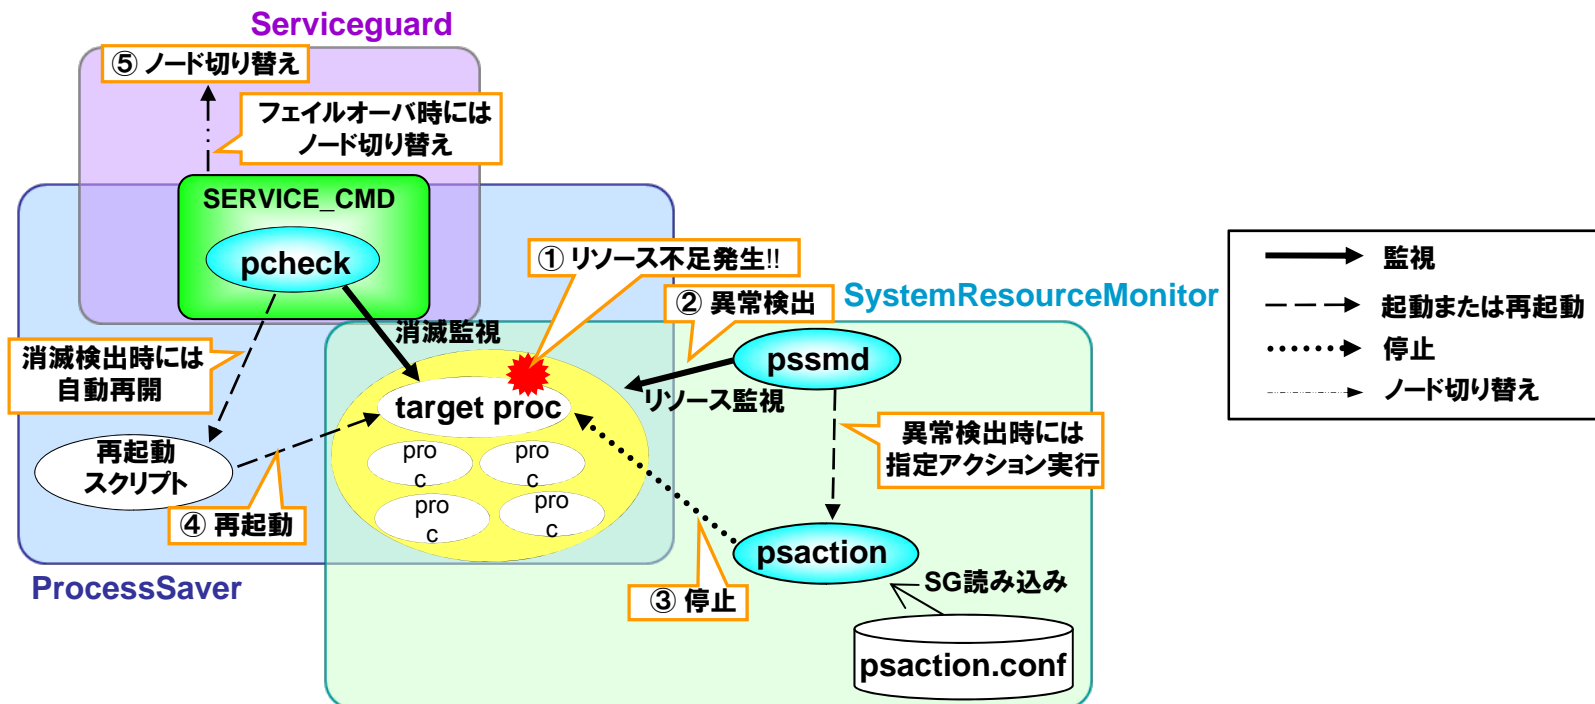 Serviceguard
⑤ ノード切り替え
フェイルオーバ時には
ノード切り替え
SERVICE_CMD
pcheck
① リソース不足発生!!
② 異常検出
SystemResourceMonitor
消滅監視
pssmd
リソース監視
消滅検出時には
自動再開
target proc
異常検出時には
指定アクション実行
再起動
スクリプト
pro
c
pro
c
pro
c
pro
c
④ 再起動
psaction
ProcessSaver
③ 停止
SG読み込み
psaction.conf
監視
起動または再起動
停止
ノード切り替え